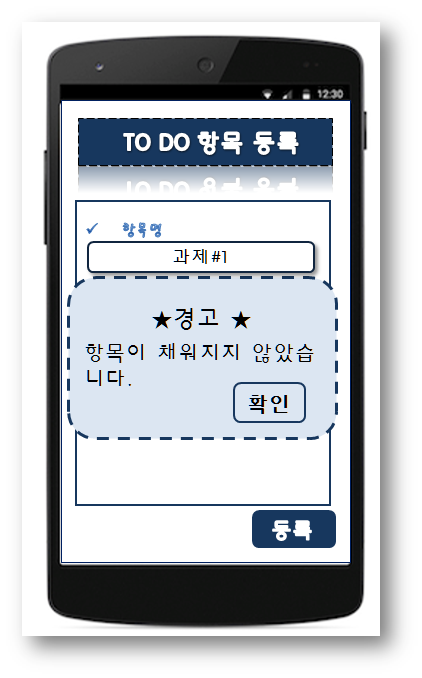 12:30
TO DO 항목 등록
✓ 항목명
과제#1
★경고 ★
항목이 채워지지 않았습
니다.
확인
등록